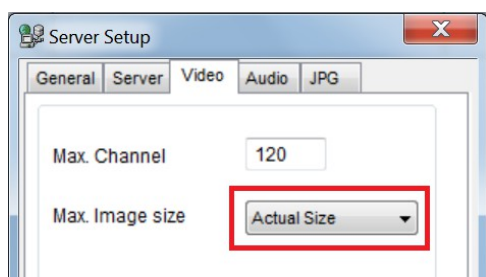 Server Setup
X
General Server Video Audio JPG
Max. Channel 120
Max. Image size Actual Size